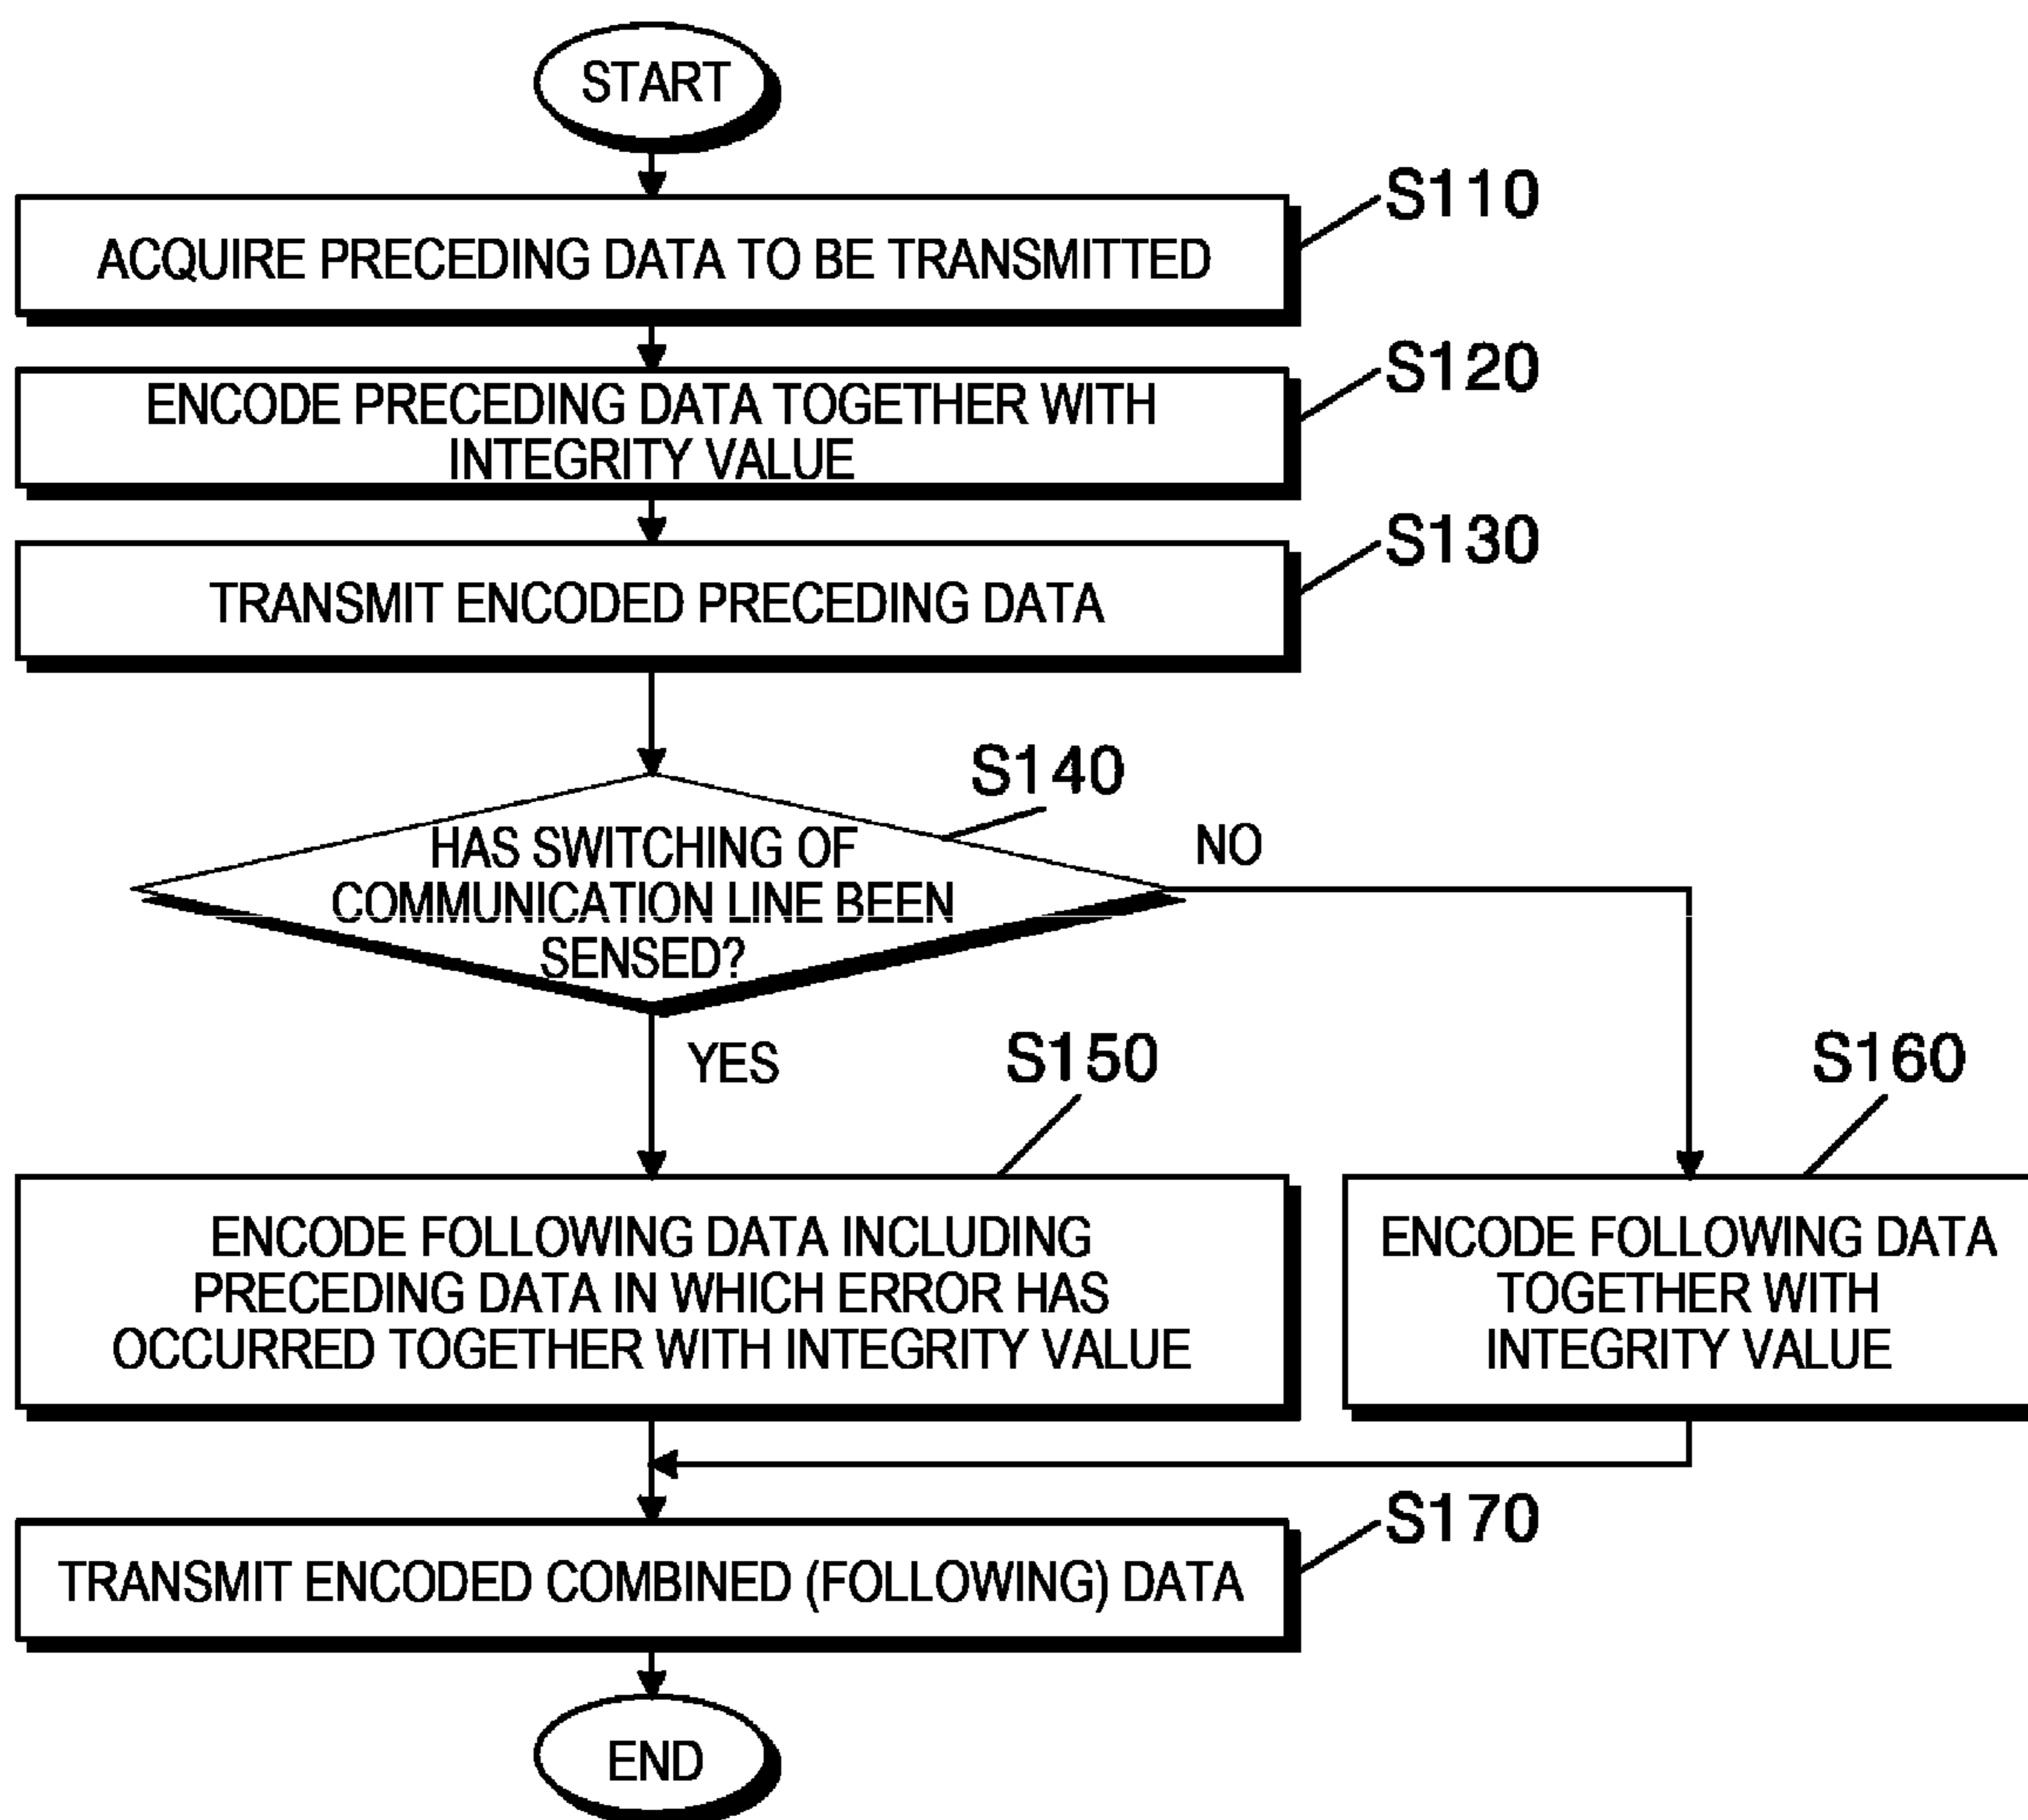 START
S110
ACQUIRE PRECEDING DATA TO BE TRANSMITTED
S120
ENCODE PRECEDING DATA TOGETHER WITH
INTEGRITY VALUE
S130
TRANSMIT ENCODED PRECEDING DATA
S140
HAS SWITCHING OF
COMMUNICATION LINE BEEN
SENSED?
NO
YES
S150
ENCODE FOLLOWING DATA INCLUDING
PRECEDING DATA IN WHICH ERROR HAS
OCCURRED TOGETHER WITH INTEGRITY VALUE
S160
ENCODE FOLLOWING DATA
TOGETHER WITH
INTEGRITY VALUE
S170
TRANSMIT ENCODED COMBINED (FOLLOWING) DATA
END